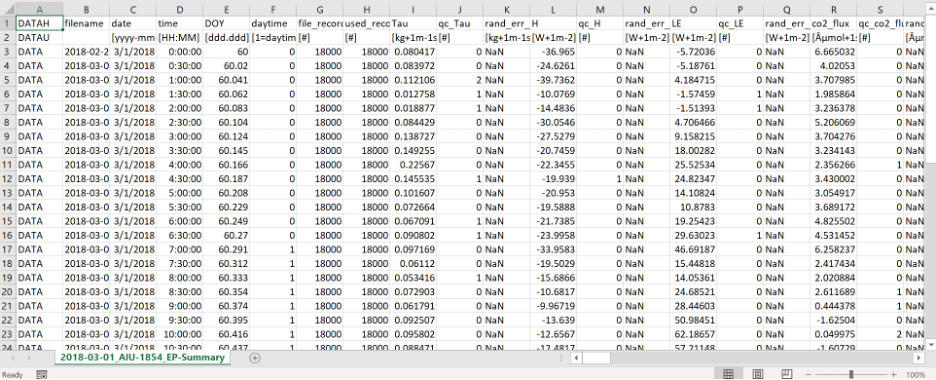 A B C D E F G H I J K L M N O P Q R S
1 DATAH filename date time DOY daytime file_recor used_reco Tau qc_Tau rand_err_ H qc_H rand_err_ LE qc_LE rand_err_ co2_flux qc_co2_flu rand
2 DATAU [yyyy-mm [HH:MM] [ddd.ddd] [1=daytim [#] [#] [kg+1m-1s [#] [kg+1m-1s [W+1m-2] [#] [W+1m-2] [W+1m-2] [#] [W+1m-2] [Âµmol+1s [#] [Âµr
3 DATA 2018-02-2 3/1/2018 0:00:00 60 0 18000 18000 0.080417 0 NaN -36.965 0 NaN -5.72036 0 NaN 6.665032 0 NaN
4 DATA 2018-03-0 3/1/2018 0:30:00 60.02 0 18000 18000 0.083972 0 NaN -24.6261 0 NaN -5.18761 0 NaN 4.02053 0 NaN
5 DATA 2018-03-0 3/1/2018 1:00:00 60.041 0 18000 18000 0.112106 2 NaN -39.7362 0 NaN 4.184715 0 NaN 3.707985 0 NaN
6 DATA 2018-03-0 3/1/2018 1:30:00 60.062 0 18000 18000 0.012758 1 NaN -10.0769 0 NaN -1.57459 1 NaN 1.985864 0 NaN
7 DATA 2018-03-0 3/1/2018 2:00:00 60.083 0 18000 18000 0.018877 1 NaN -14.4836 0 NaN -1.51393 1 NaN 3.236378 0 NaN
8 DATA 2018-03-0 3/1/2018 2:30:00 60.104 0 18000 18000 0.084429 0 NaN -30.0546 0 NaN 4.706466 0 NaN 5.206069 0 NaN
9 DATA 2018-03-0 3/1/2018 3:00:00 60.124 0 18000 18000 0.138727 0 NaN -27.5279 0 NaN 9.158215 0 NaN 3.704276 0 NaN
10 DATA 2018-03-0 3/1/2018 3:30:00 60.145 0 18000 18000 0.149255 0 NaN -20.7459 0 NaN 18.00282 0 NaN 3.234143 0 NaN
11 DATA 2018-03-0 3/1/2018 4:00:00 60.166 0 18000 18000 0.22567 0 NaN -22.3455 0 NaN 25.52534 0 NaN 2.356266 1 NaN
12 DATA 2018-03-0 3/1/2018 4:30:00 60.187 0 18000 18000 0.145535 1 NaN -19.939 1 NaN 24.82347 0 NaN 3.430002 0 NaN
13 DATA 2018-03-0 3/1/2018 5:00:00 60.208 0 18000 18000 0.101607 0 NaN -20.953 0 NaN 14.10824 0 NaN 3.054917 0 NaN
14 DATA 2018-03-0 3/1/2018 5:30:00 60.229 0 18000 18000 0.072664 0 NaN -19.5888 0 NaN 10.8783 0 NaN 3.689172 0 NaN
15 DATA 2018-03-0 3/1/2018 6:00:00 60.249 0 18000 18000 0.067091 1 NaN -21.7385 0 NaN 19.25423 0 NaN 4.825502 0 NaN
16 DATA 2018-03-0 3/1/2018 6:30:00 60.27 0 18000 18000 0.090802 1 NaN -23.9958 0 NaN 29.63023 1 NaN 4.531452 0 NaN
17 DATA 2018-03-0 3/1/2018 7:00:00 60.291 1 18000 18000 0.097169 0 NaN -33.9583 0 NaN 46.69187 0 NaN 6.258237 0 NaN
18 DATA 2018-03-0 3/1/2018 7:30:00 60.312 1 18000 18000 0.06112 0 NaN -19.5029 0 NaN 15.44818 0 NaN 2.417434 0 NaN
19 DATA 2018-03-0 3/1/2018 8:00:00 60.333 1 18000 18000 0.053416 1 NaN -15.6866 0 NaN 14.05361 0 NaN 2.020884 0 NaN
20 DATA 2018-03-0 3/1/2018 8:30:00 60.354 1 18000 18000 0.072903 0 NaN -10.6817 0 NaN 24.68521 0 NaN 2.611689 1 NaN
21 DATA 2018-03-0 3/1/2018 9:00:00 60.374 1 18000 18000 0.061791 0 NaN -9.96719 0 NaN 28.44603 0 NaN 0.444378 1 NaN
22 DATA 2018-03-0 3/1/2018 9:30:00 60.395 1 18000 18000 0.092507 0 NaN -13.639 0 NaN 50.98451 0 NaN -1.62504 0 NaN
23 DATA 2018-03-0 3/1/2018 10:00:00 60.416 1 18000 18000 0.095802 0 NaN -12.6567 0 NaN 62.18657 0 NaN 0.049975 2 NaN
24 DATA 2018-03-0 3/1/2018 10:30:00 60.437 1 18000 18000 0.088471 0 NaN -12.4817 0 NaN 57.21148 0 NaN -1.60729 0 NaN
2018-03-01_AIU-1854_EP-Summary
Ready 100%